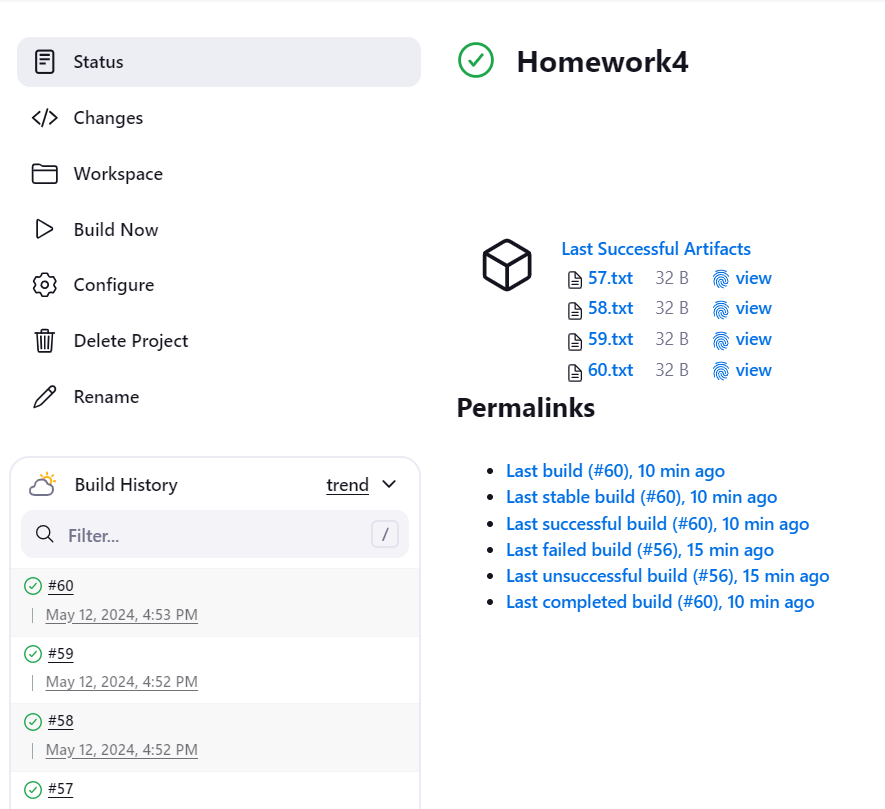 Status
Changes
Workspace
Build Now
Configure
Delete Project
Rename
Build History trend
Filter... /
#60
May 12, 2024, 4:53 PM
#59
May 12, 2024, 4:52 PM
#58
May 12, 2024, 4:52 PM
#57
Homework4
Last Successful Artifacts
57.txt 32 B view
58.txt 32 B view
59.txt 32 B view
60.txt 32 B view
Permalinks
Last build (#60), 10 min ago
Last stable build (#60), 10 min ago
Last successful build (#60), 10 min ago
Last failed build (#56), 15 min ago
Last unsuccessful build (#56), 15 min ago
Last completed build (#60), 10 min ago